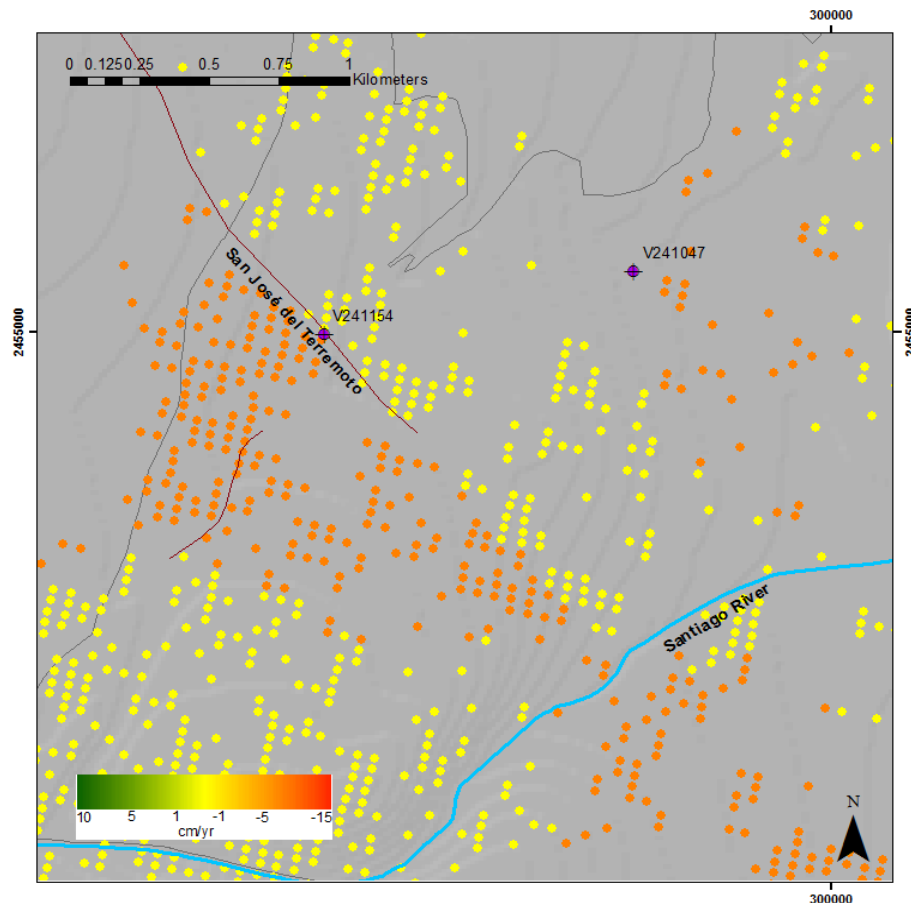 300000
0 0.125 0.25 0.5 0.75 1
Kilometers
V241047
San José del Terremoto
V241154
2455000
2455000
Santiago River
10 5 1 -1 -5 -15
cm/yr
N
300000